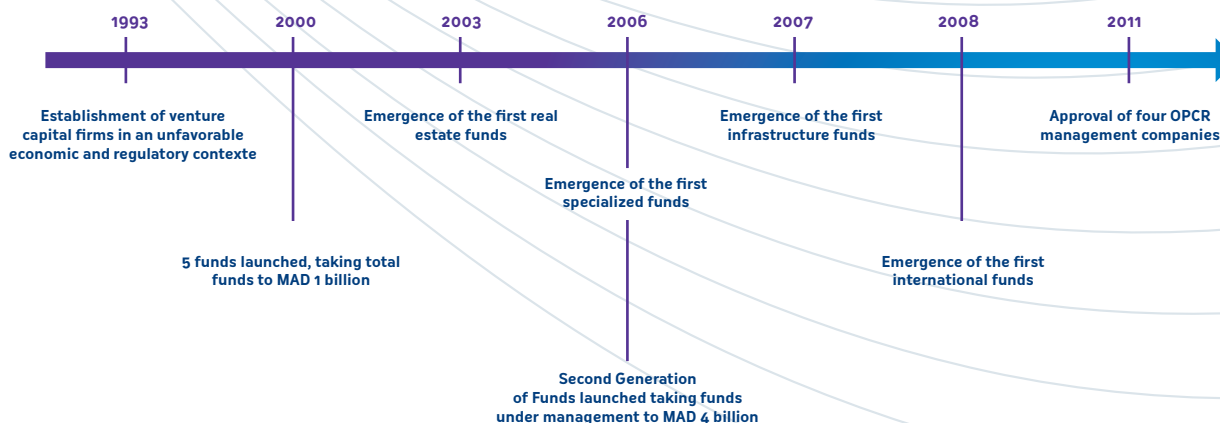 1993
2000
2003
2006
2007
2008
2011
Establishment of venture
capital firms in an unfavorable
economic and regulatory contexte
5 funds launched, taking total
funds to MAD 1 billion
Emergence of the first real
estate funds
Emergence of the first
specialized funds
Second Generation
of Funds launched taking funds
under management to MAD 4 billion
Emergence of the first
infrastructure funds
Emergence of the first
international funds
Approval of four OPCR
management companies